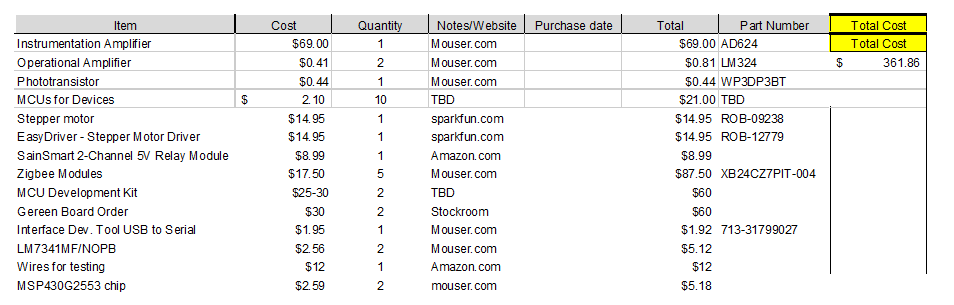 Item Cost Quantity Notes/Website Purchase date Total Part Number Total Cost
Instrumentation Amplifier $69.00 1 Mouser.com $69.00 AD624 Total Cost
Operational Amplifier $0.41 2 Mouser.com $0.81 LM324 $ 361.86
Phototransistor $0.44 1 Mouser.com $0.44 WP3DP3BT
MCUs for Devices $ 2.10 10 TBD $21.00 TBD
Stepper motor $14.95 1 sparkfun.com $14.95 ROB-09238
EasyDriver - Stepper Motor Driver $14.95 1 sparkfun.com $14.95 ROB-12779
SainSmart 2-Channel 5V Relay Module $8.99 1 Amazon.com $8.99
Zigbee Modules $17.50 5 Mouser.com $87.50 XB24CZ7PIT-004
MCU Development Kit $25-30 2 TBD $60
Gereen Board Order $30 2 Stockroom $60
Interface Dev. Tool USB to Serial $1.95 1 Mouser.com $1.92 713-31799027
LM7341MF/NOPB $2.56 2 Mouser.com $5.12
Wires for testing $12 1 Amazon.com $12
MSP430G2553 chip $2.59 2 mouser.com $5.18